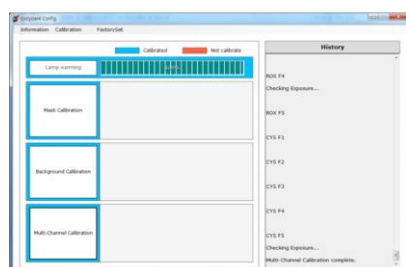 Exicycler Config
Information Calibration FactorySet
Calibrated
Not calibrate
Lamp warming
Mask Calibration
Background Calibration
Multi-Channel Calibration
History
ROX F4
Checking Exposure...
ROX F5
CY5 F1
CY5 F2
CY5 F3
CY5 F4
CY5 F5
Checking Exposure...
Multi-Channel Calibration complete.